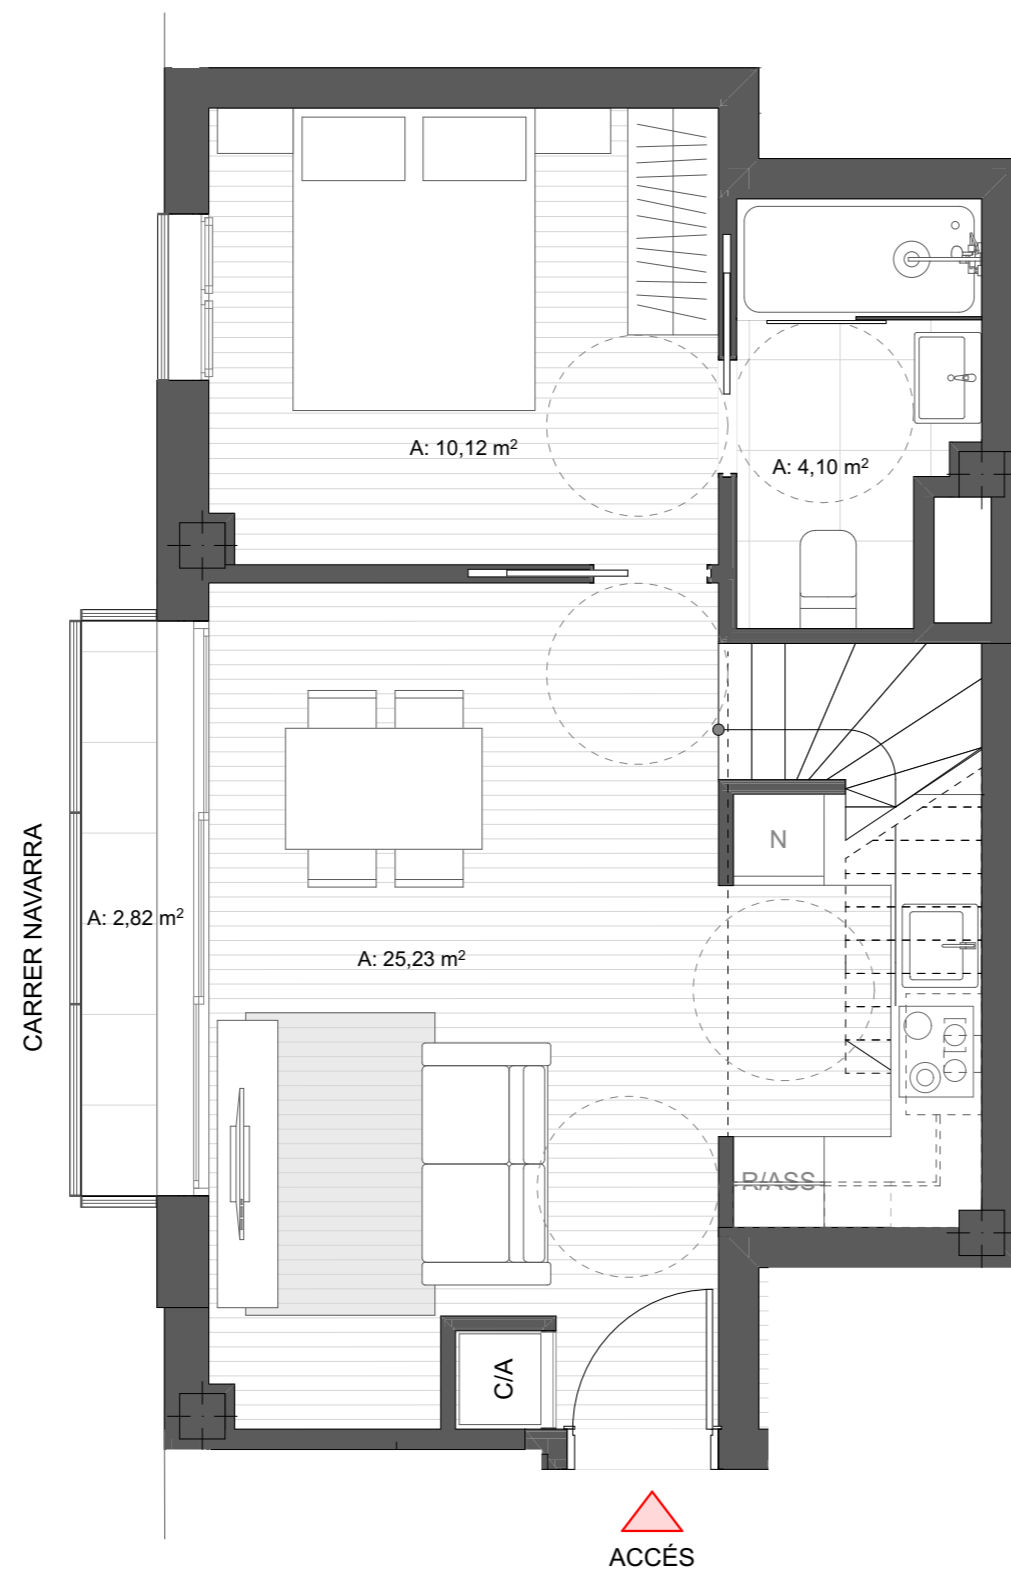 A: 10,12 m²
A: 4,10 m²
N
CARRER NAVARRA
A: 2,82 m²
A: 25,23 m²
R/ASS
C/A
ACCÉS